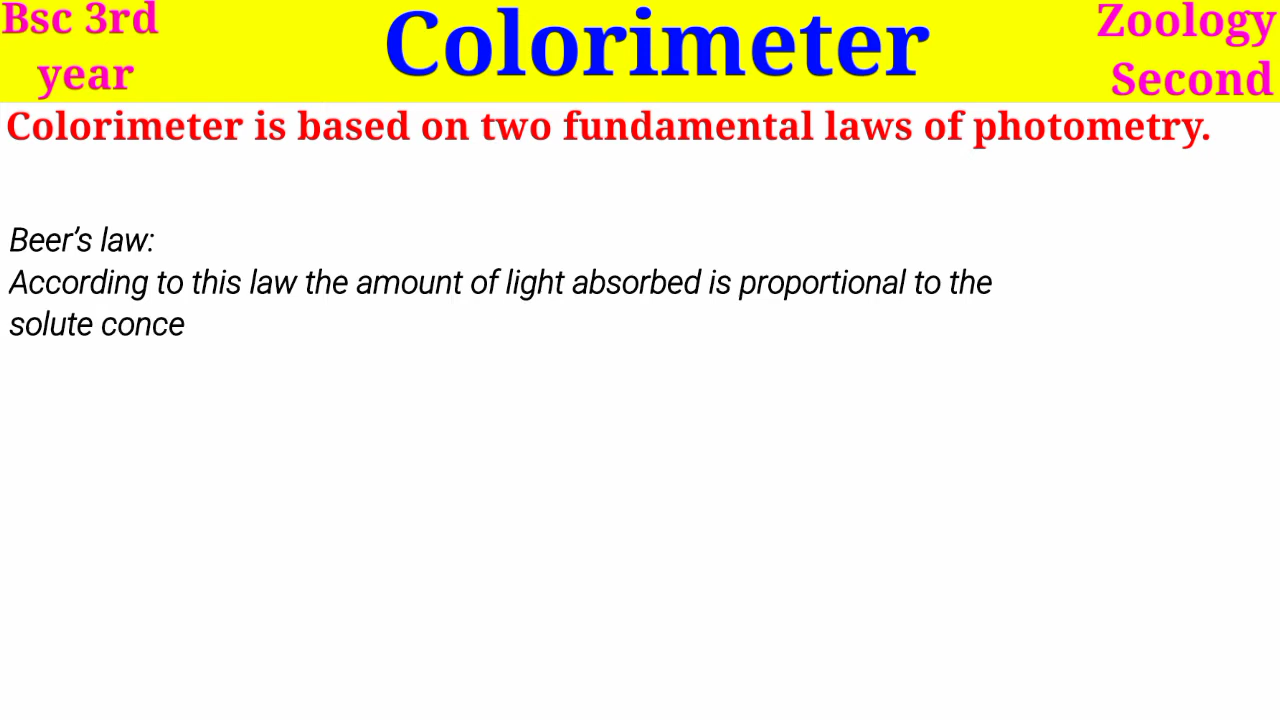 Bsc 3rd
year
Colorimeter
Zoology
Second
Colorimeter is based on two fundamental laws of photometry.
Beer’s law:
According to this law the amount of light absorbed is proportional to the
solute conce